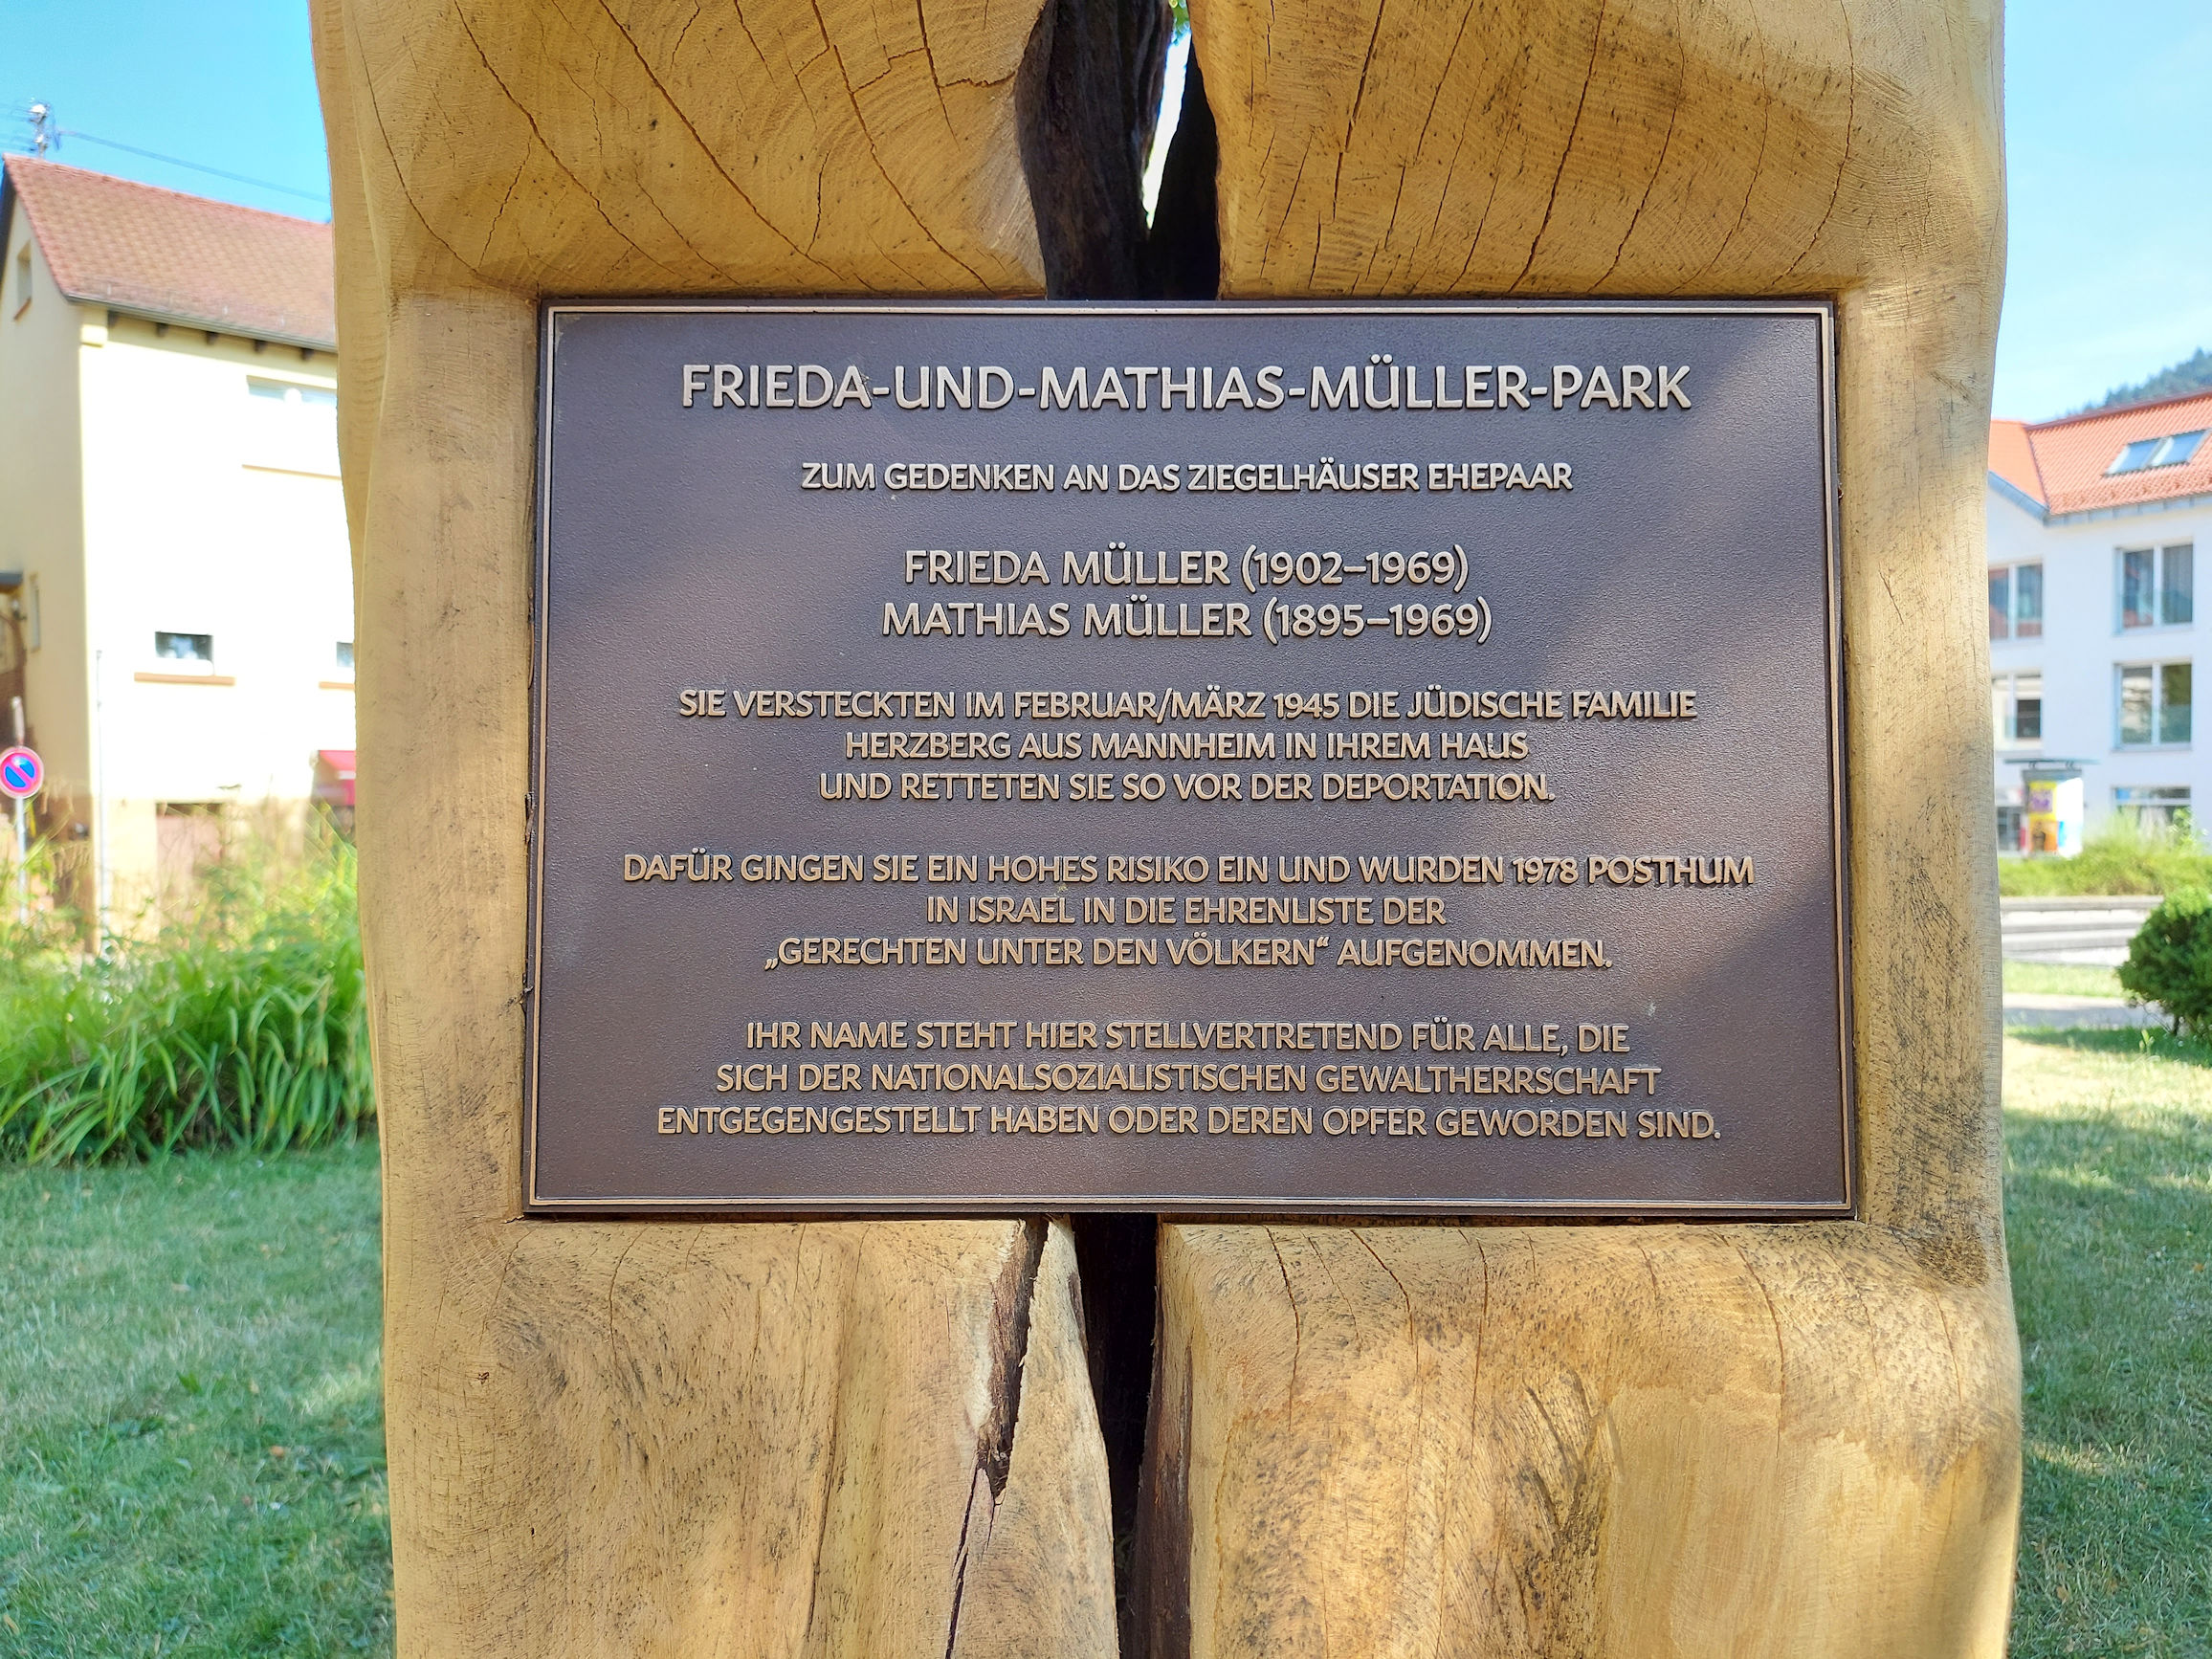 FRIEDA-UND-MATHIAS-MÜLLER-PARK
ZUM GEDENKEN AN DAS ZIEGELHÄUSER EHEPAAR
FRIEDA MÜLLER (1902–1969)
MATHIAS MÜLLER (1895–1969)
SIE VERSTECKTEN IM FEBRUAR/MÄRZ 1945 DIE JÜDISCHE FAMILIE
HERZBERG AUS MANNHEIM IN IHREM HAUS
UND RETTETEN SIE SO VOR DER DEPORTATION.
DAFÜR GINGEN SIE EIN HOHES RISIKO EIN UND WURDEN 1978 POSTHUM
IN ISRAEL IN DIE EHRENLISTE DER
„GERECHTEN UNTER DEN VÖLKERN“ AUFGENOMMEN.
IHR NAME STEHT HIER STELLVERTRETEND FÜR ALLE, DIE
SICH DER NATIONALSOZIALISTISCHEN GEWALTHERRSCHAFT
ENTGEGENGESTELLT HABEN ODER DEREN OPFER GEWORDEN SIND.